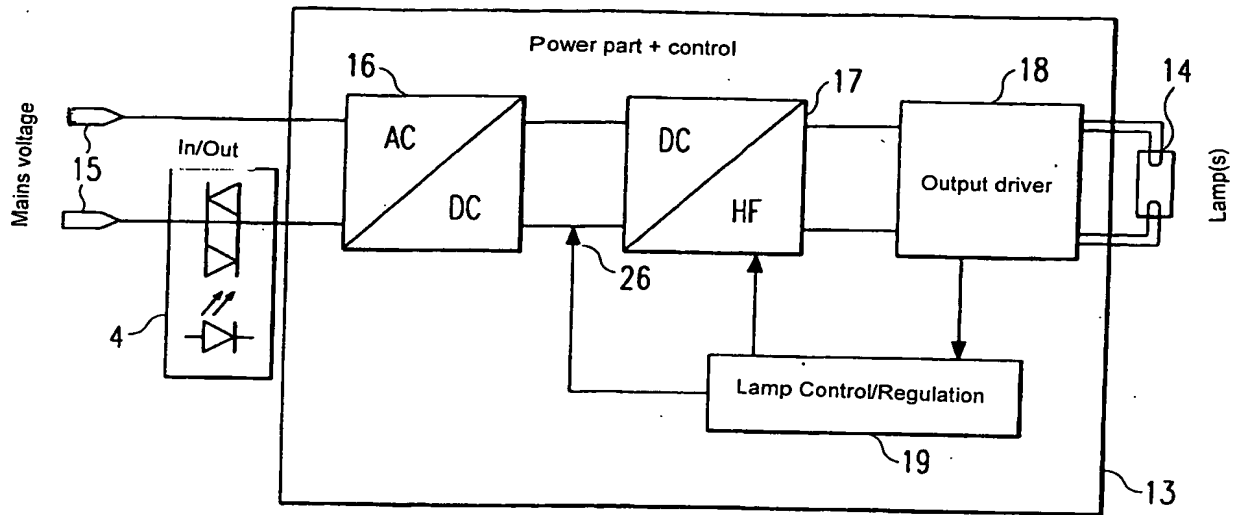 Power part + control
16
17
18
14
Mains voltage
15
In/Out
AC
DC
DC
HF
Output driver
Lamp(s)
26
4
Lamp Control/Regulation
19
13